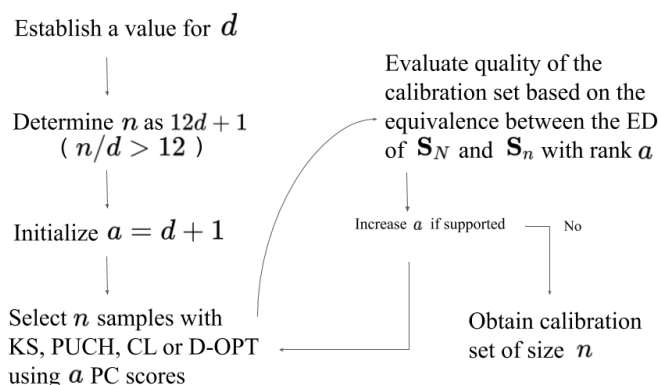 Establish a value for d
Determine n as 12d + 1
( n/d > 12 )
Initialize a = d + 1
Select n samples with
KS, PUCH, CL or D-OPT
using a PC scores
Evaluate quality of the
calibration set based on the
equivalence between the ED
of S_N and S_n with rank a
Increase a if supported
No
Obtain calibration
set of size n